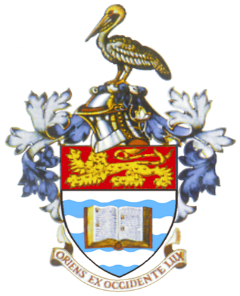 ORIENS EX OCCIDENTE LUX